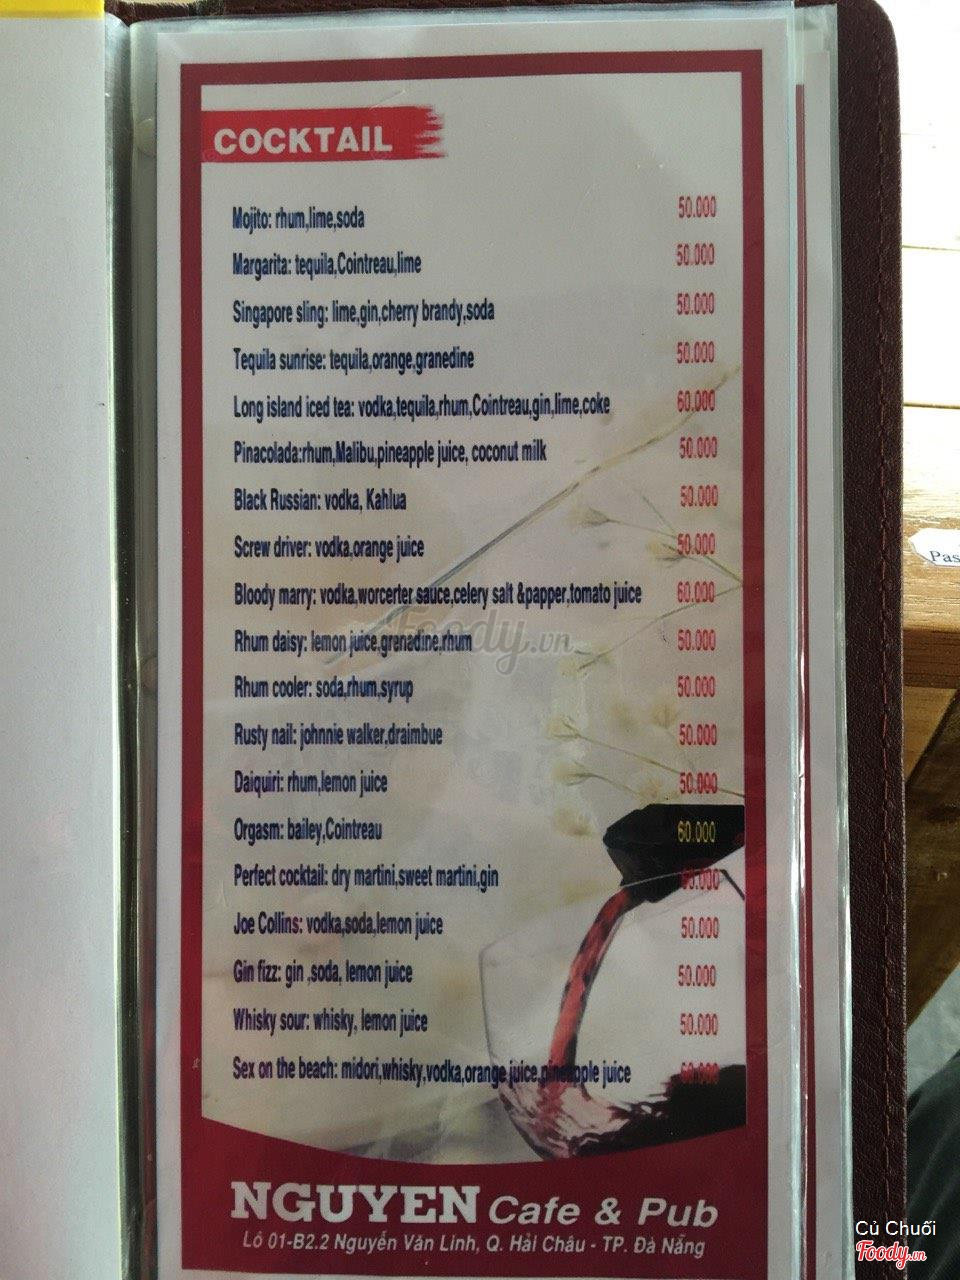 COCKTAIL
Mojito: rhum,lime,soda 50.000
Margarita: tequila,Cointreau,lime 50.000
Singapore sling: lime,gin,cherry brandy,soda 50.000
Tequila sunrise: tequila,orange,granedine 50.000
Long island iced tea: vodka,tequila,rhum,Cointreau,gin,lime,coke 60.000
Pinacolada:rhum,Malibu,pineapple juice, coconut milk 50.000
Black Russian: vodka, Kahlua 50.000
Screw driver: vodka,orange juice 50.000
Bloody marry: vodka,worcerter sauce,celery salt &papper,tomato juice 60.000
Foody.vn
Rhum daisy: lemon juice,grenadine,rhum 50.000
Rhum cooler: soda,rhum,syrup 50.000
Rusty nail: johnnie walker,draimbue 50.000
Daiquiri: rhum,lemon juice 50.000
Orgasm: bailey,Cointreau 60.000
Perfect cocktail: dry martini,sweet martini,gin
Joe Collins: vodka,soda,lemon juice 50.000
Gin fizz: gin ,soda, lemon juice 50.000
Whisky sour: whisky, lemon juice 50.000
Sex on the beach: midori,whisky,vodka,orange juice,pineapple juice
NGUYEN Cafe & Pub
Lô 01-B2.2 Nguyễn Văn Linh, Q. Hải Châu - TP. Đà Nẵng
Pas
Củ Chuối
Foody.vn